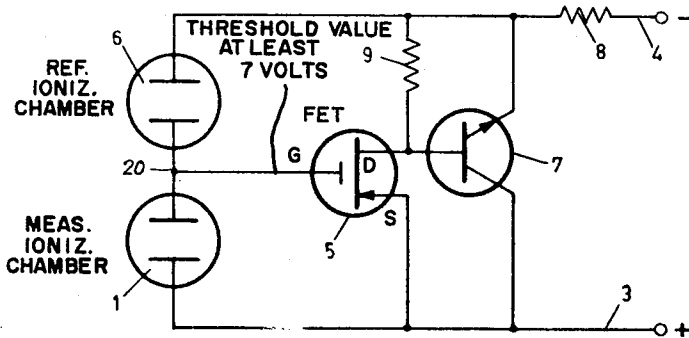 THRESHOLD VALUE
AT LEAST
7 VOLTS
6
9
8
4
−
REF.
IONIZ.
CHAMBER
FET
G
D
S
20
7
5
MEAS.
IONIZ.
CHAMBER
1
3
+